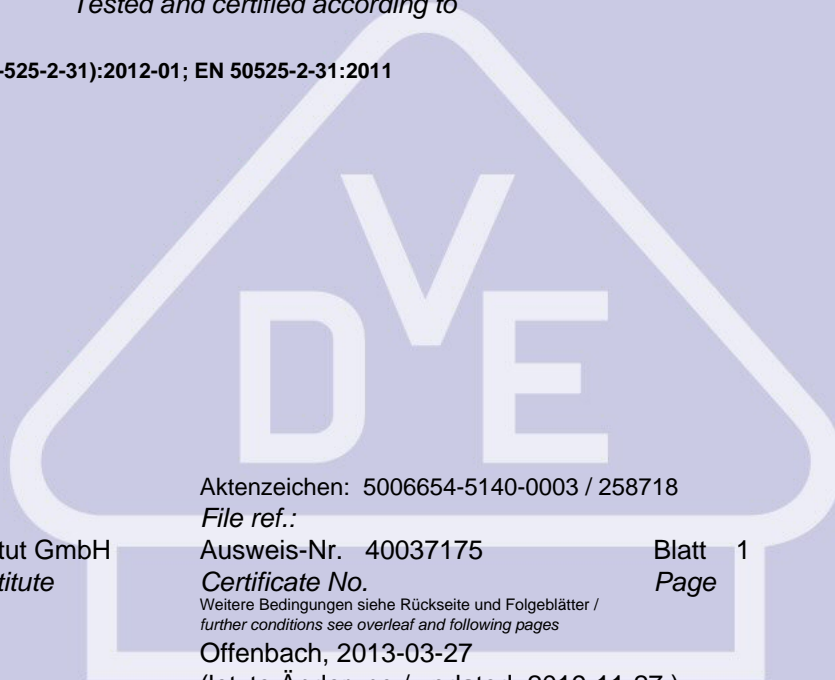 Tested and certified according to
-525-2-31):2012-01; EN 50525-2-31:2011
V
D E
Aktenzeichen: 5006654-5140-0003 / 258718
File ref.:
tut GmbH Ausweis-Nr. 40037175 Blatt 1
titute Certificate No. Page
Weitere Bedingungen siehe Rückseite und Folgeblätter /
further conditions see overleaf and following pages
Offenbach, 2013-03-27